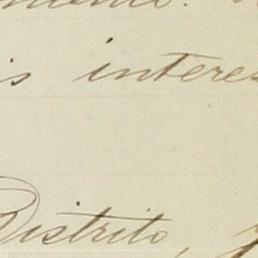 is interes
Distrito,